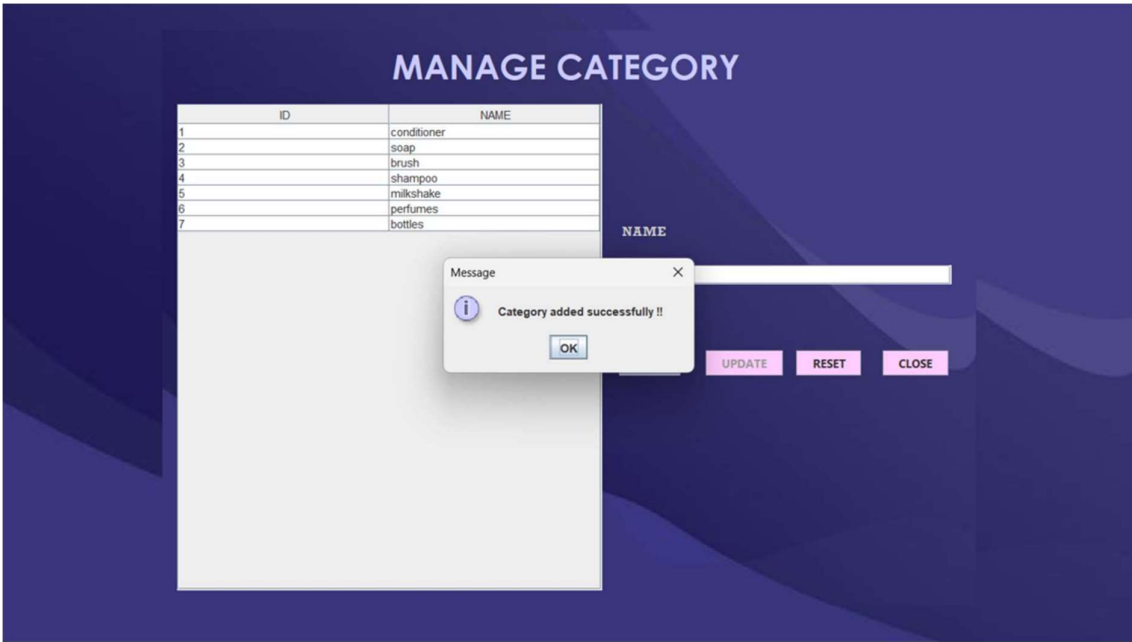 MANAGE CATEGORY
ID NAME
1 conditioner
2 soap
3 brush
4 shampoo
5 milkshake
6 perfumes
7 bottles
NAME
Message
i
Category added successfully !!
OK
UPDATE RESET CLOSE